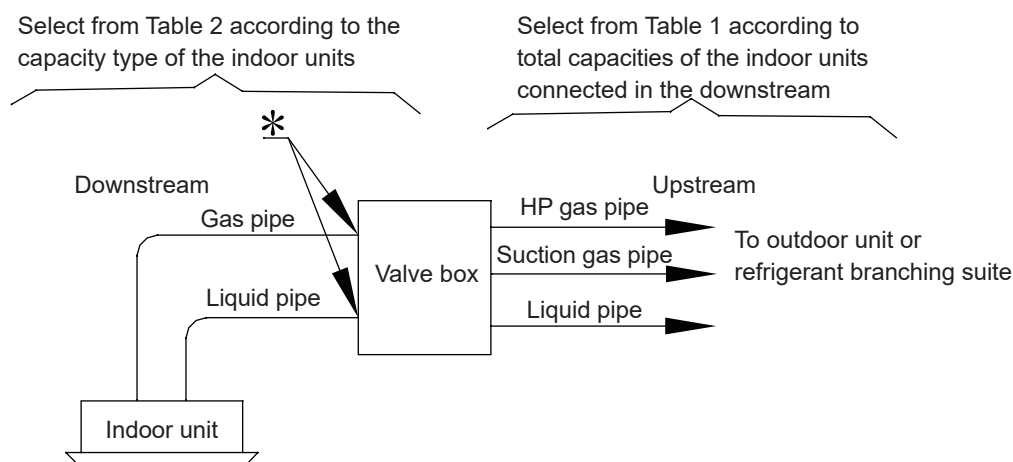 Select from Table 2 according to the
capacity type of the indoor units
Select from Table 1 according to
total capacities of the indoor units
connected in the downstream
*
Downstream
Upstream
Gas pipe
HP gas pipe
To outdoor unit or
refrigerant branching suite
Suction gas pipe
Valve box
Liquid pipe
Liquid pipe
Indoor unit